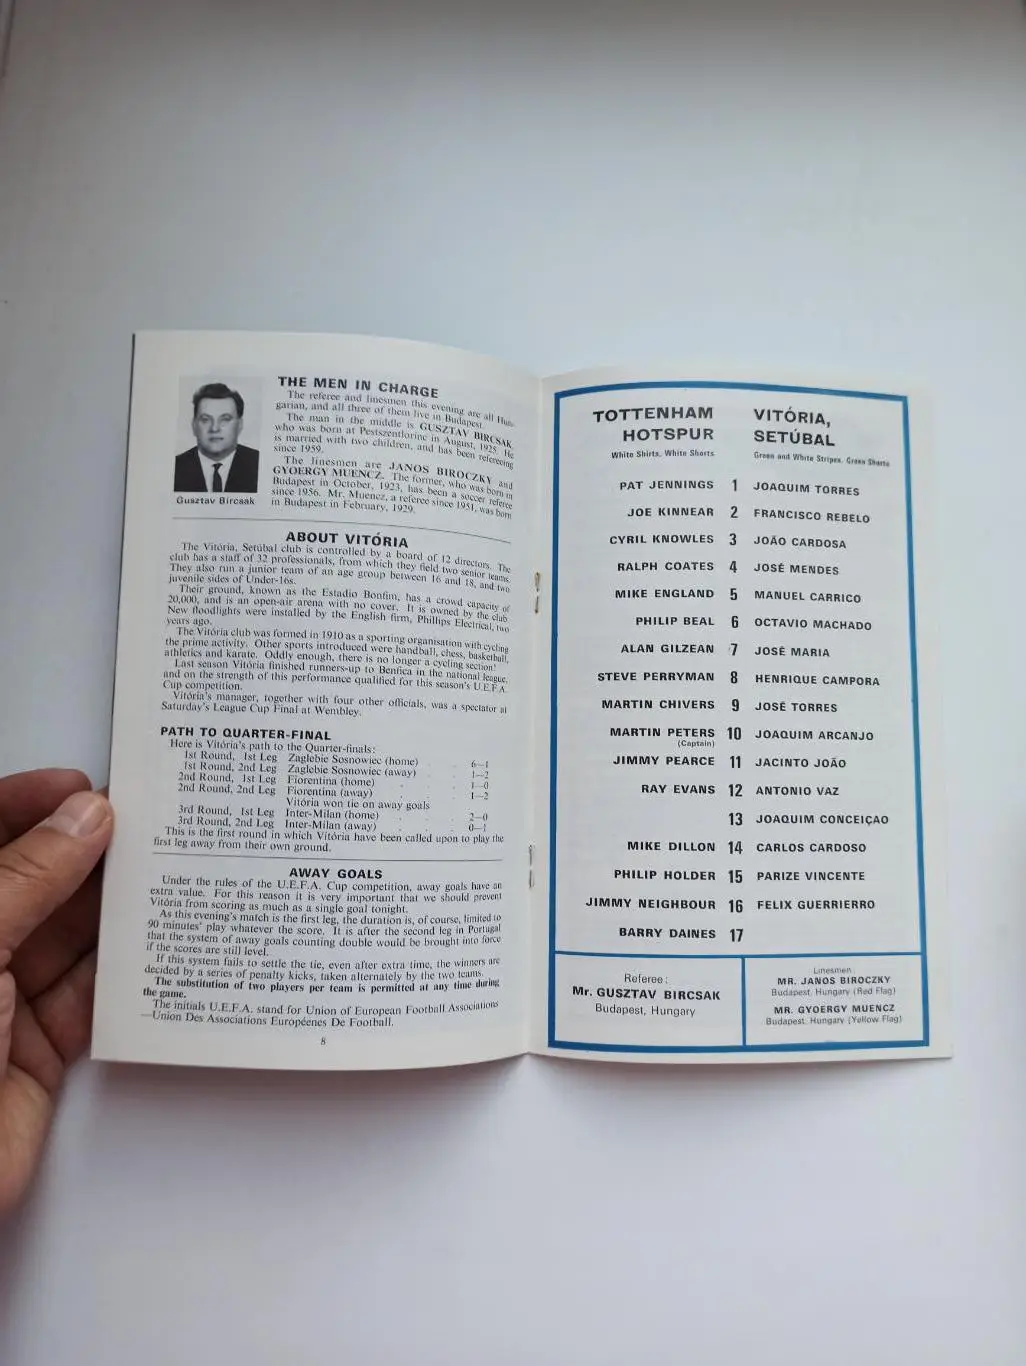 THE MEN IN CHARGE
The referee and linesmen this evening are all Hun-
garian, and all three of them live in Budapest.
The man in the middle is GUSZTAV BIRCSAK,
who was born at Pestszentlorinc in August, 1925. He
is married with two children, and has been refereeing
since 1959.
The linesmen are JANOS BIROCZKY and
GYOERGY MUENCZ. The former, who was born in
Budapest in October, 1923, has been a soccer referee
since 1956. Mr. Muencz, a referee since 1951, was born
in Budapest in February, 1929.
Gusztav Bircsak
ABOUT VITÓRIA
The Vitória, Setúbal club is controlled by a board of 12 directors. The
club has a staff of 32 professionals, from which they field two senior teams.
They also run a junior team of an age group between 16 and 18, and two
juvenile sides of Under-16s.
Their ground, known as the Estadio Bonfim, has a crowd capacity of
20,000, and is an open-air arena with no cover. It is owned by the club.
New floodlights were installed by the English firm, Phillips Electrical, two
years ago.
The Vitória club was formed in 1910 as a sporting organisation with cycling
the prime activity. Other sports introduced were handball, chess, basketball,
athletics and karate. Oddly enough, there is no longer a cycling section!
Last season Vitória finished runners-up to Benfica in the national league,
and on the strength of this performance qualified for this season's U.E.F.A.
Cup competition.
Vitória's manager, together with four other officials, was a spectator at
Saturday's League Cup Final at Wembley.
PATH TO QUARTER-FINAL
Here is Vitória's path to the Quarter-finals:
1st Round, 1st Leg Zaglebie Sosnowiec (home) . . 6–1
1st Round, 2nd Leg Zaglebie Sosnowiec (away) . . 1–2
2nd Round, 1st Leg Fiorentina (home) . . . 1–0
2nd Round, 2nd Leg Fiorentina (away) . . . 1–2
Vitória won tie on away goals
3rd Round, 1st Leg Inter-Milan (home) . . . 2–0
3rd Round, 2nd Leg Inter-Milan (away) . . . 0–1
This is the first round in which Vitória have been called upon to play the
first leg away from their own ground.
AWAY GOALS
Under the rules of the U.E.F.A. Cup competition, away goals have an
extra value. For this reason it is very important that we should prevent
Vitória from scoring as much as a single goal tonight.
As this evening's match is the first leg, the duration is, of course, limited to
90 minutes' play whatever the score. It is after the second leg in Portugal
that the system of away goals counting double would be brought into force
if the scores are still level.
If this system fails to settle the tie, even after extra time, the winners are
decided by a series of penalty kicks, taken alternately by the two teams.
The substitution of two players per team is permitted at any time during
the game.
The initials U.E.F.A. stand for Union of European Football Associations
—Union Des Associations Européenes De Football.
8
TOTTENHAM HOTSPUR
White Shirts, White Shorts
VITÓRIA, SETÚBAL
Green and White Stripes, Green Shorts
PAT JENNINGS 1 JOAQUIM TORRES
JOE KINNEAR 2 FRANCISCO REBELO
CYRIL KNOWLES 3 JOÃO CARDOSA
RALPH COATES 4 JOSÉ MENDES
MIKE ENGLAND 5 MANUEL CARRICO
PHILIP BEAL 6 OCTAVIO MACHADO
ALAN GILZEAN 7 JOSÉ MARIA
STEVE PERRYMAN 8 HENRIQUE CAMPORA
MARTIN CHIVERS 9 JOSÉ TORRES
MARTIN PETERS 10 JOAQUIM ARCANJO
(Captain)
JIMMY PEARCE 11 JACINTO JOÃO
RAY EVANS 12 ANTONIO VAZ
13 JOAQUIM CONCEIÇAO
MIKE DILLON 14 CARLOS CARDOSO
PHILIP HOLDER 15 PARIZE VINCENTE
JIMMY NEIGHBOUR 16 FELIX GUERRIERRO
BARRY DAINES 17
Referee:
Mr. GUSZTAV BIRCSAK
Budapest, Hungary
Linesmen:
MR. JANOS BIROCZKY
Budapest, Hungary (Red Flag)
MR. GYOERGY MUENCZ
Budapest, Hungary (Yellow Flag)